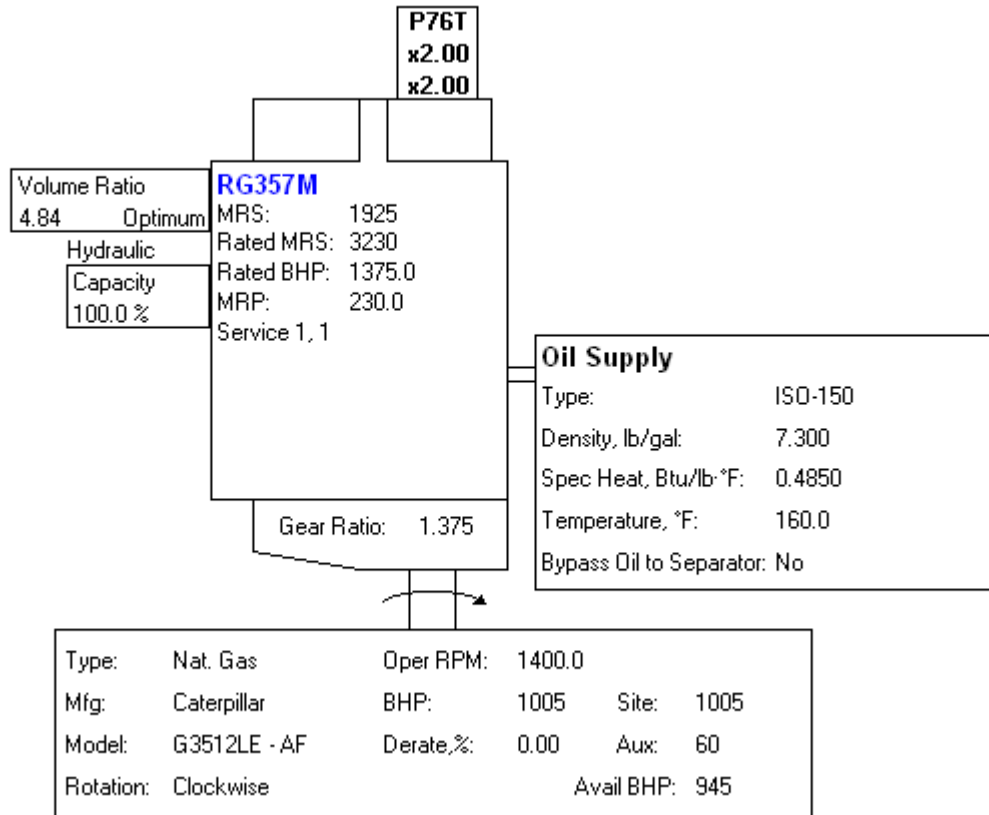 P76T
x2.00
x2.00
Volume Ratio
4.84 Optimum
Hydraulic
Capacity
100.0 %
RG357M
MRS: 1925
Rated MRS: 3230
Rated BHP: 1375.0
MRP: 230.0
Service 1, 1
Oil Supply
Type: ISO-150
Density, lb/gal: 7.300
Spec Heat, Btu/lb·°F: 0.4850
Temperature, °F: 160.0
Bypass Oil to Separator: No
Gear Ratio: 1.375
Type: Nat. Gas Oper RPM: 1400.0
Mfg: Caterpillar BHP: 1005 Site: 1005
Model: G3512LE - AF Derate,%: 0.00 Aux: 60
Rotation: Clockwise Avail BHP: 945